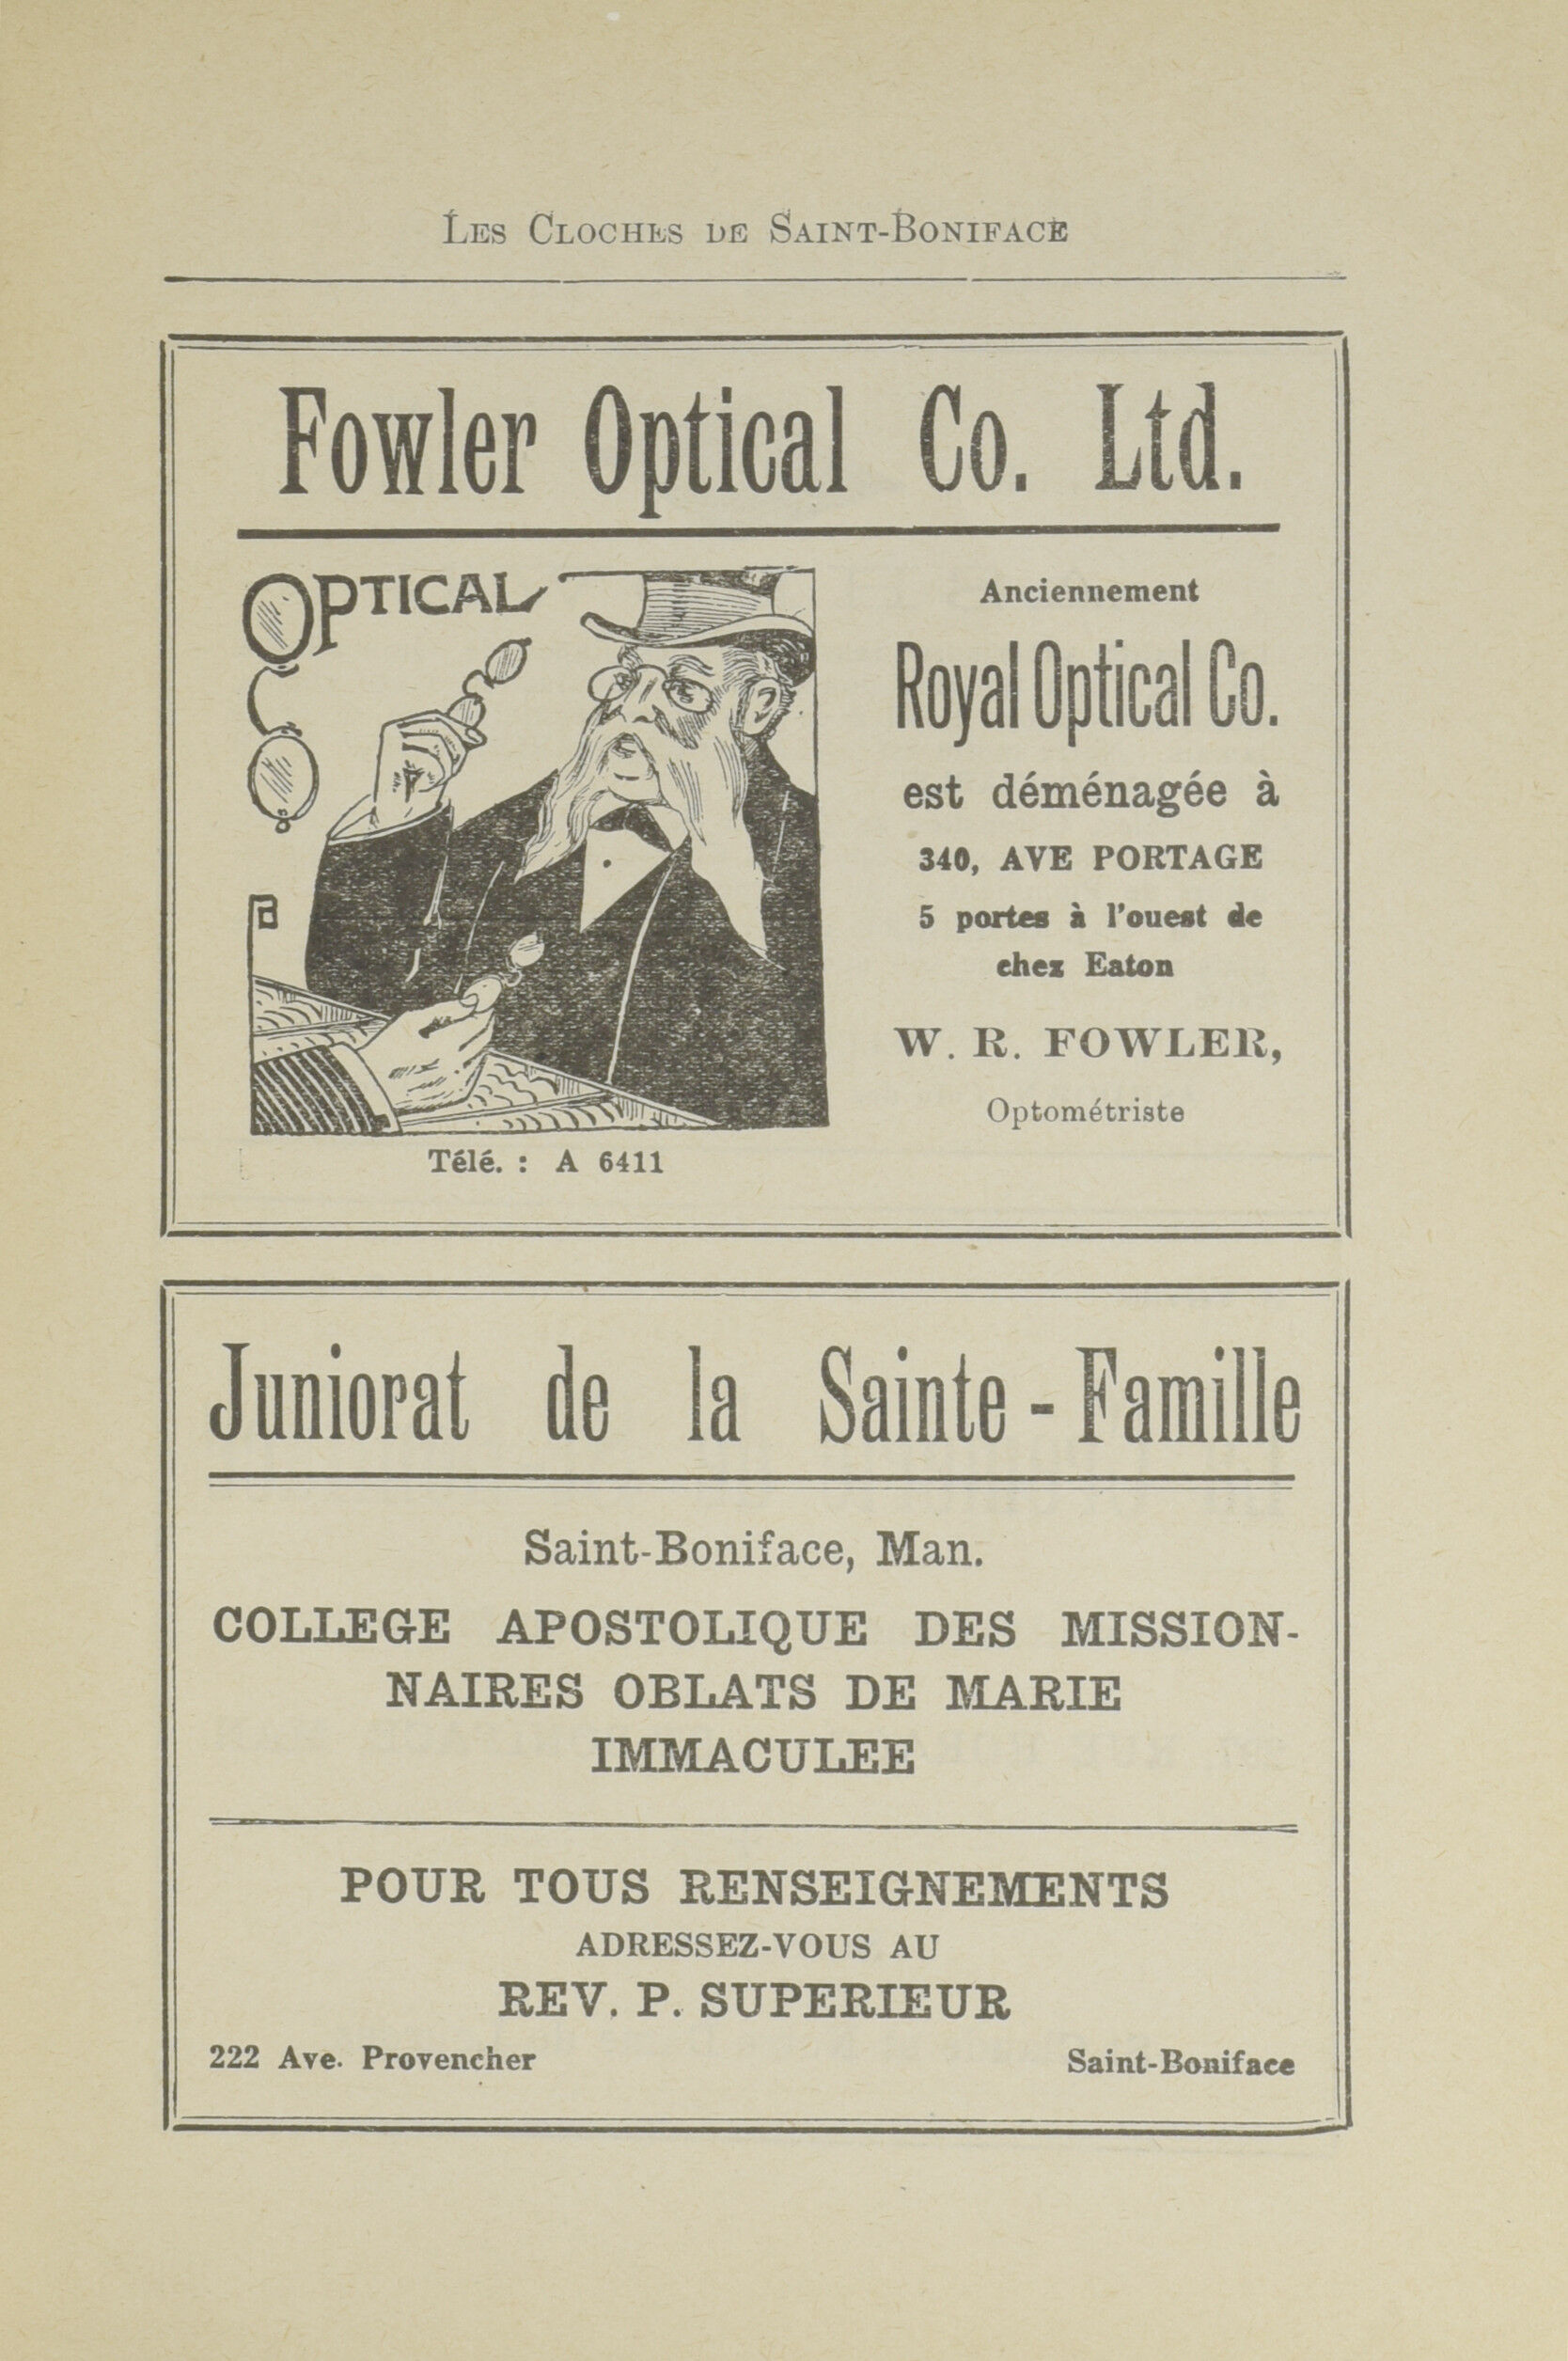 LES CLOCHES DE SAINT-BONIFACE
Fowler Optical Co. Ltd.
OPTICAL
Anciennement
Royal Optical Co.
est déménagée à
340, AVE PORTAGE
5 portes à l'ouest de
chez Eaton
W. R. FOWLER,
Optométriste
Télé. : A 6411
Juniorat de la Sainte-Famille
Saint-Boniface, Man.
COLLEGE APOSTOLIQUE DES MISSION-
NAIRES OBLATS DE MARIE
IMMACULEE
POUR TOUS RENSEIGNEMENTS
ADRESSEZ-VOUS AU
REV. P. SUPERIEUR
222 Ave. Provencher Saint-Boniface